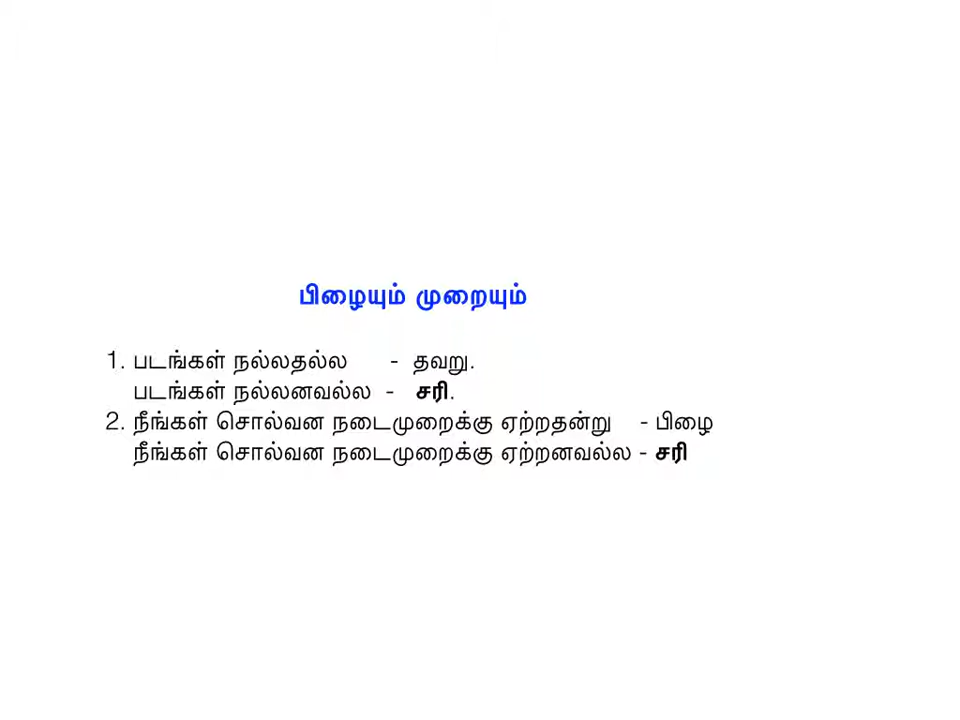 பிழையும் முறையும்
1. படங்கள் நல்லதல்ல - தவறு.
படங்கள் நல்லனவல்ல - சரி.
2. நீங்கள் சொல்வன நடைமுறைக்கு ஏற்றதன்று - பிழை
நீங்கள் சொல்வன நடைமுறைக்கு ஏற்றனவல்ல - சரி